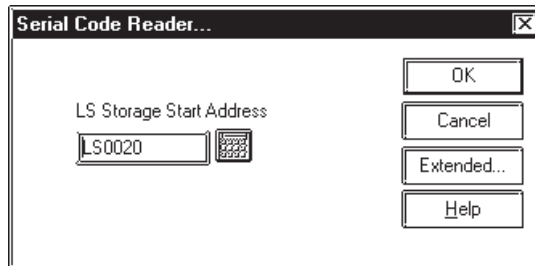 Serial Code Reader...
OK
LS Storage Start Address
Cancel
LS0020
Extended...
Help